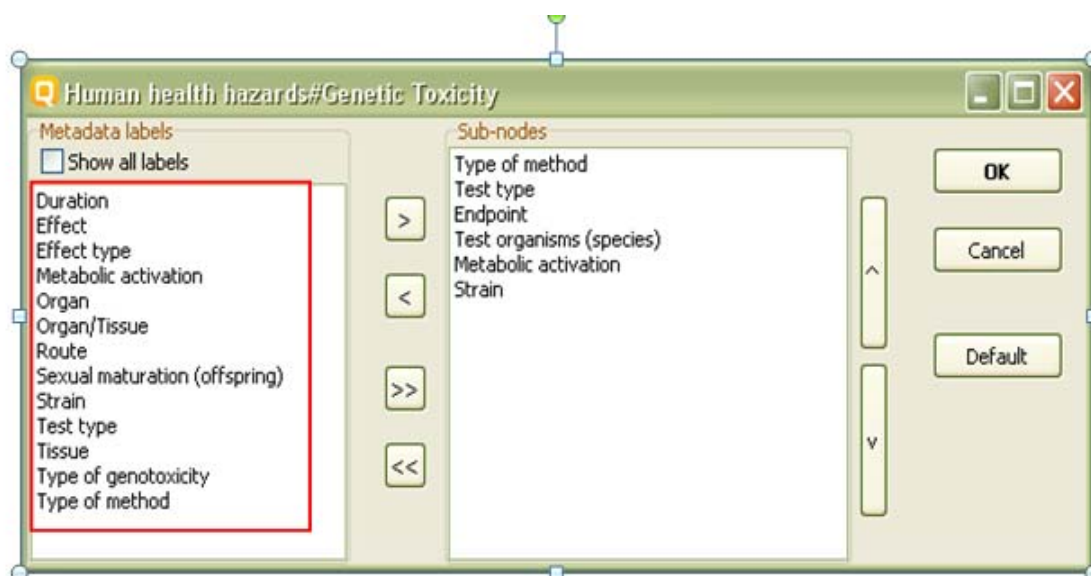 Human health hazards#Genetic Toxicity
Metadata labels
Show all labels
Duration
Effect
Effect type
Metabolic activation
Organ
Organ/Tissue
Route
Sexual maturation (offspring)
Strain
Test type
Tissue
Type of genotoxicity
Type of method
>
<
>>
<<
Sub-nodes
Type of method
Test type
Endpoint
Test organisms (species)
Metabolic activation
Strain
^
v
OK
Cancel
Default